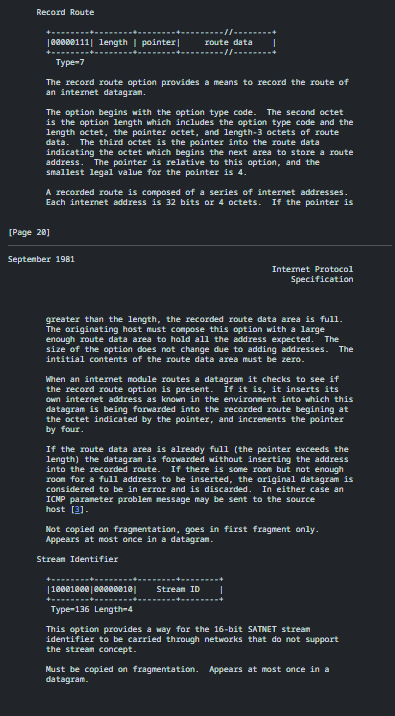 Record Route
+--------+--------+--------+---------//--------+
|00000111| length | pointer|     route data    |
+--------+--------+--------+---------//--------+
Type=7
The record route option provides a means to record the route of
an internet datagram.
The option begins with the option type code.  The second octet
is the option length which includes the option type code and the
length octet, the pointer octet, and length-3 octets of route
data.  The third octet is the pointer into the route data
indicating the octet which begins the next area to store a route
address.  The pointer is relative to this option, and the
smallest legal value for the pointer is 4.
A recorded route is composed of a series of internet addresses.
Each internet address is 32 bits or 4 octets.  If the pointer is
[Page 20]
September 1981
Internet Protocol
Specification
greater than the length, the recorded route data area is full.
The originating host must compose this option with a large
enough route data area to hold all the address expected.  The
size of the option does not change due to adding addresses.  The
intitial contents of the route data area must be zero.
When an internet module routes a datagram it checks to see if
the record route option is present.  If it is, it inserts its
own internet address as known in the environment into which this
datagram is being forwarded into the recorded route begining at
the octet indicated by the pointer, and increments the pointer
by four.
If the route data area is already full (the pointer exceeds the
length) the datagram is forwarded without inserting the address
into the recorded route.  If there is some room but not enough
room for a full address to be inserted, the original datagram is
considered to be in error and is discarded.  In either case an
ICMP parameter problem message may be sent to the source
host [3].
Not copied on fragmentation, goes in first fragment only.
Appears at most once in a datagram.
Stream Identifier
+--------+--------+--------+--------+
|10001000|00000010|    Stream ID    |
+--------+--------+--------+--------+
Type=136 Length=4
This option provides a way for the 16-bit SATNET stream
identifier to be carried through networks that do not support
the stream concept.
Must be copied on fragmentation.  Appears at most once in a
datagram.